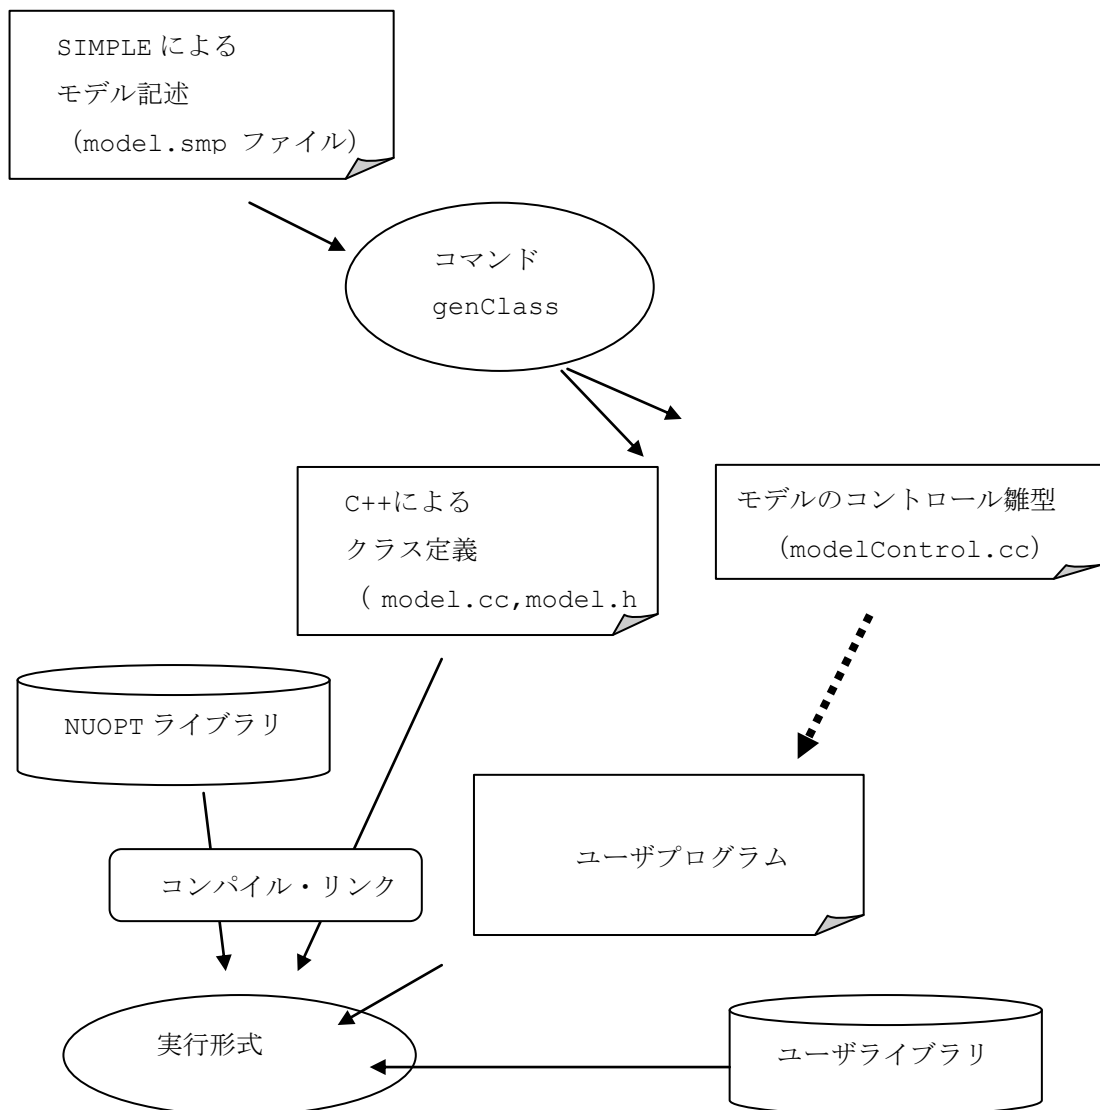 SIMPLE による
モデル記述
（model.smp ファイル）
コマンド
genClass
C++による
クラス定義
（ model.cc,model.h
モデルのコントロール雛型
（modelControl.cc）
NUOPT ライブラリ
ユーザプログラム
コンパイル・リンク
実行形式
ユーザライブラリ